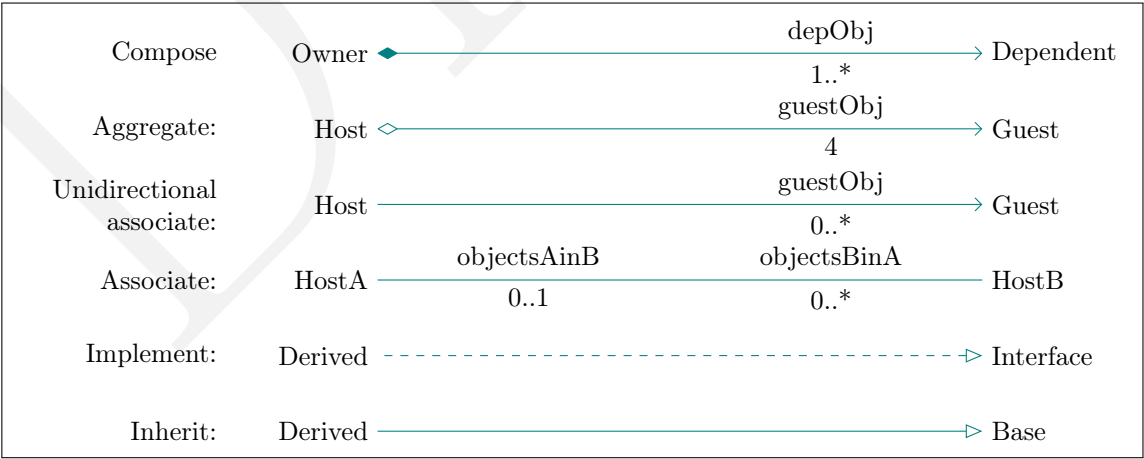 Compose Owner depObj Dependent
1..*
Aggregate: Host guestObj Guest
4
Unidirectional
associate: Host guestObj Guest
0..*
Associate: HostA objectsAinB objectsBinA HostB
0..1 0..*
Implement: Derived Interface
Inherit: Derived Base